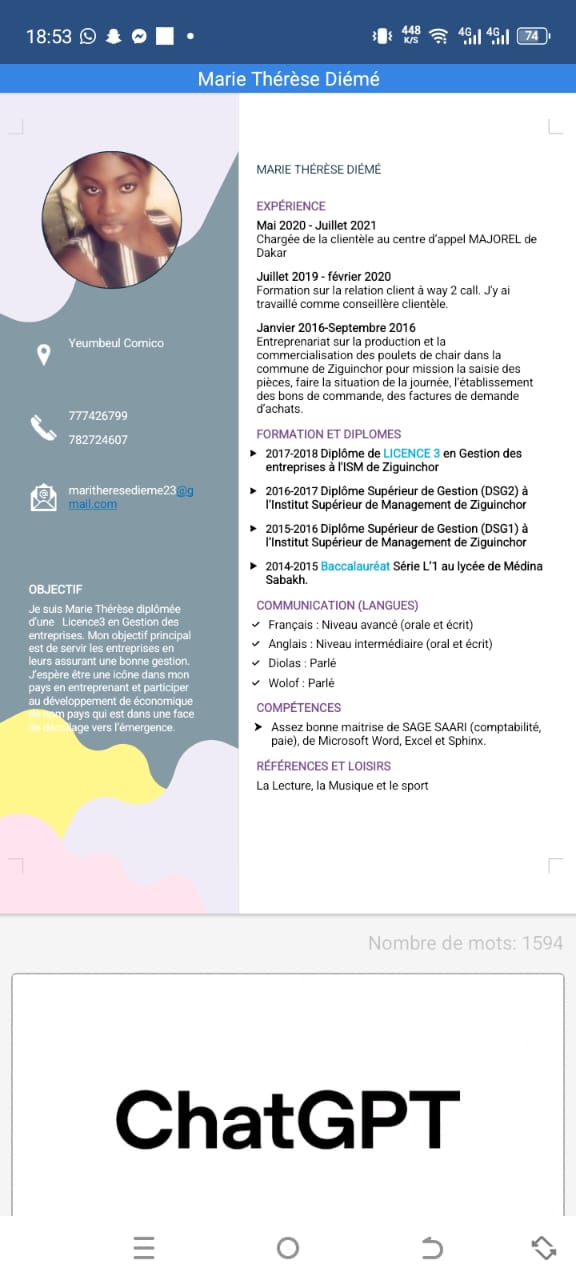 18:53
448
K/S
4G
4G
74
Marie Thérèse Diémé
MARIE THÉRÈSE DIÉMÉ
EXPÉRIENCE
Mai 2020 - Juillet 2021
Chargée de la clientèle au centre d'appel MAJOREL de
Dakar
Juillet 2019 - février 2020
Formation sur la relation client à way 2 call. J'y ai
travaillé comme conseillère clientèle.
Janvier 2016-Septembre 2016
Entreprenariat sur la production et la
commercialisation des poulets de chair dans la
commune de Ziguinchor pour mission la saisie des
pièces, faire la situation de la journée, l'établissement
des bons de commande, des factures de demande
d'achats.
FORMATION ET DIPLOMES
2017-2018 Diplôme de LICENCE 3 en Gestion des
entreprises à l'ISM de Ziguinchor
2016-2017 Diplôme Supérieur de Gestion (DSG2) à
l'Institut Supérieur de Management de Ziguinchor
2015-2016 Diplôme Supérieur de Gestion (DSG1) à
l'Institut Supérieur de Management de Ziguinchor
2014-2015 Baccalauréat Série L'1 au lycée de Médina
Sabakh.
COMMUNICATION (LANGUES)
Français : Niveau avancé (orale et écrit)
Anglais : Niveau intermédiaire (oral et écrit)
Diolas : Parlé
Wolof : Parlé
COMPÉTENCES
Assez bonne maitrise de SAGE SAARI (comptabilité,
paie), de Microsoft Word, Excel et Sphinx.
RÉFÉRENCES ET LOISIRS
La Lecture, la Musique et le sport
Yeumbeul Comico
777426799
782724607
maritheresedieme23@g
mail.com
OBJECTIF
Je suis Marie Thérèse diplômée
d'une Licence3 en Gestion des
entreprises. Mon objectif principal
est de servir les entreprises en
leurs assurant une bonne gestion.
J'espère être une icône dans mon
pays en entreprenant et participer
au développement de économique
de mom pays qui est dans une face
de décollage vers l'émergence.
Nombre de mots: 1594
ChatGPT